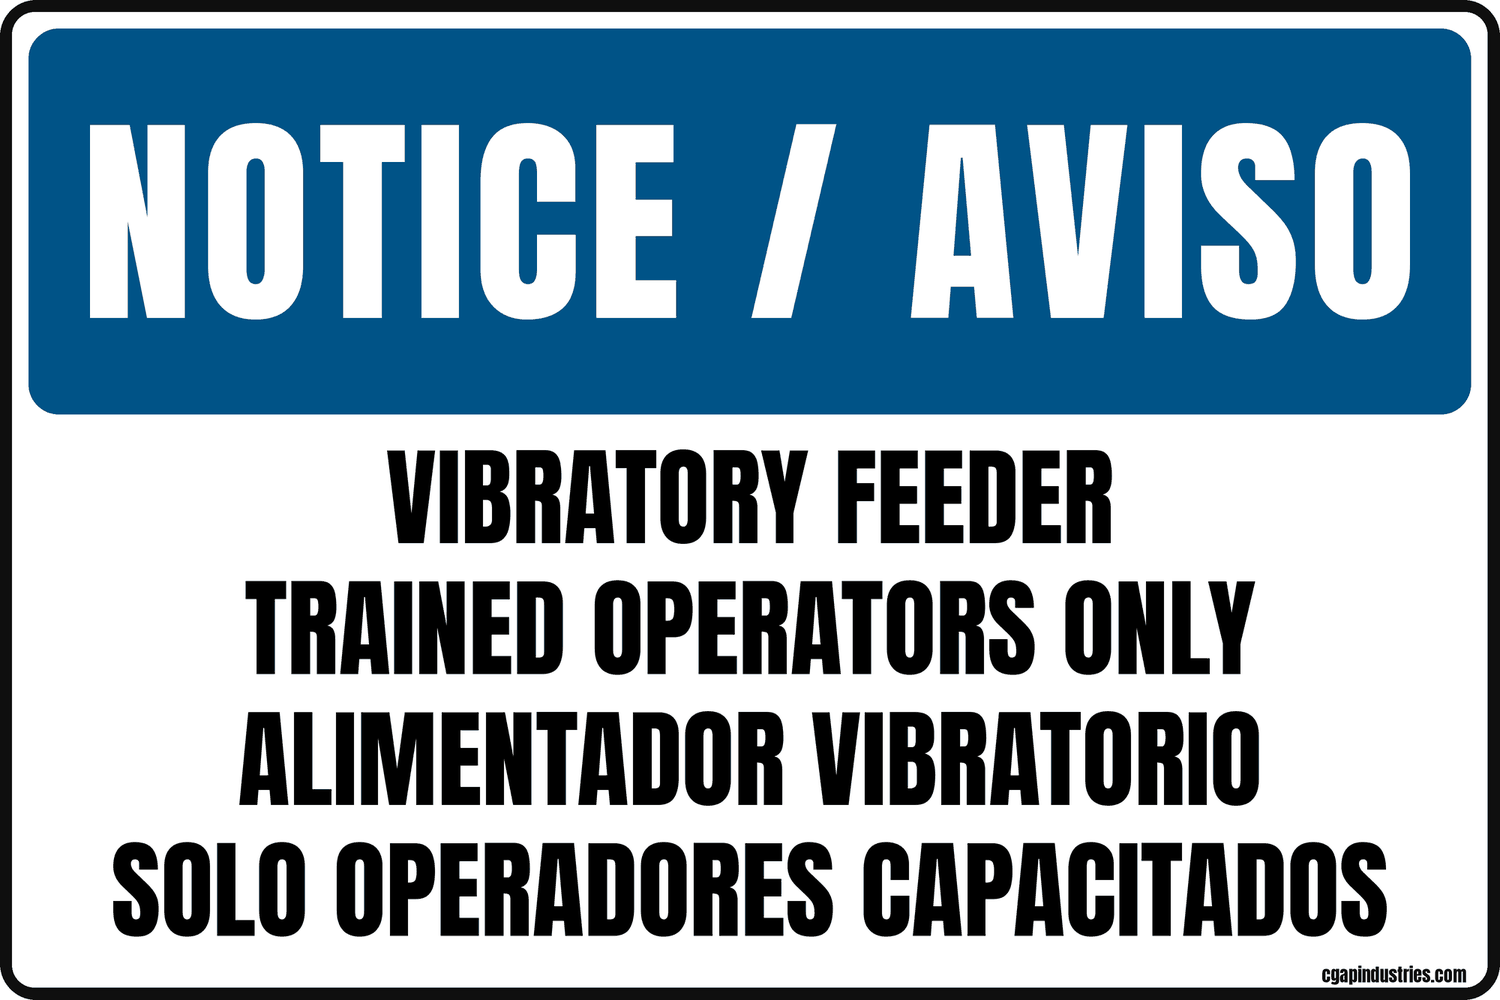 NOTICE / AVISO
VIBRATORY FEEDER
TRAINED OPERATORS ONLY
ALIMENTADOR VIBRATORIO
SOLO OPERADORES CAPACITADOS
cgapindustries.com